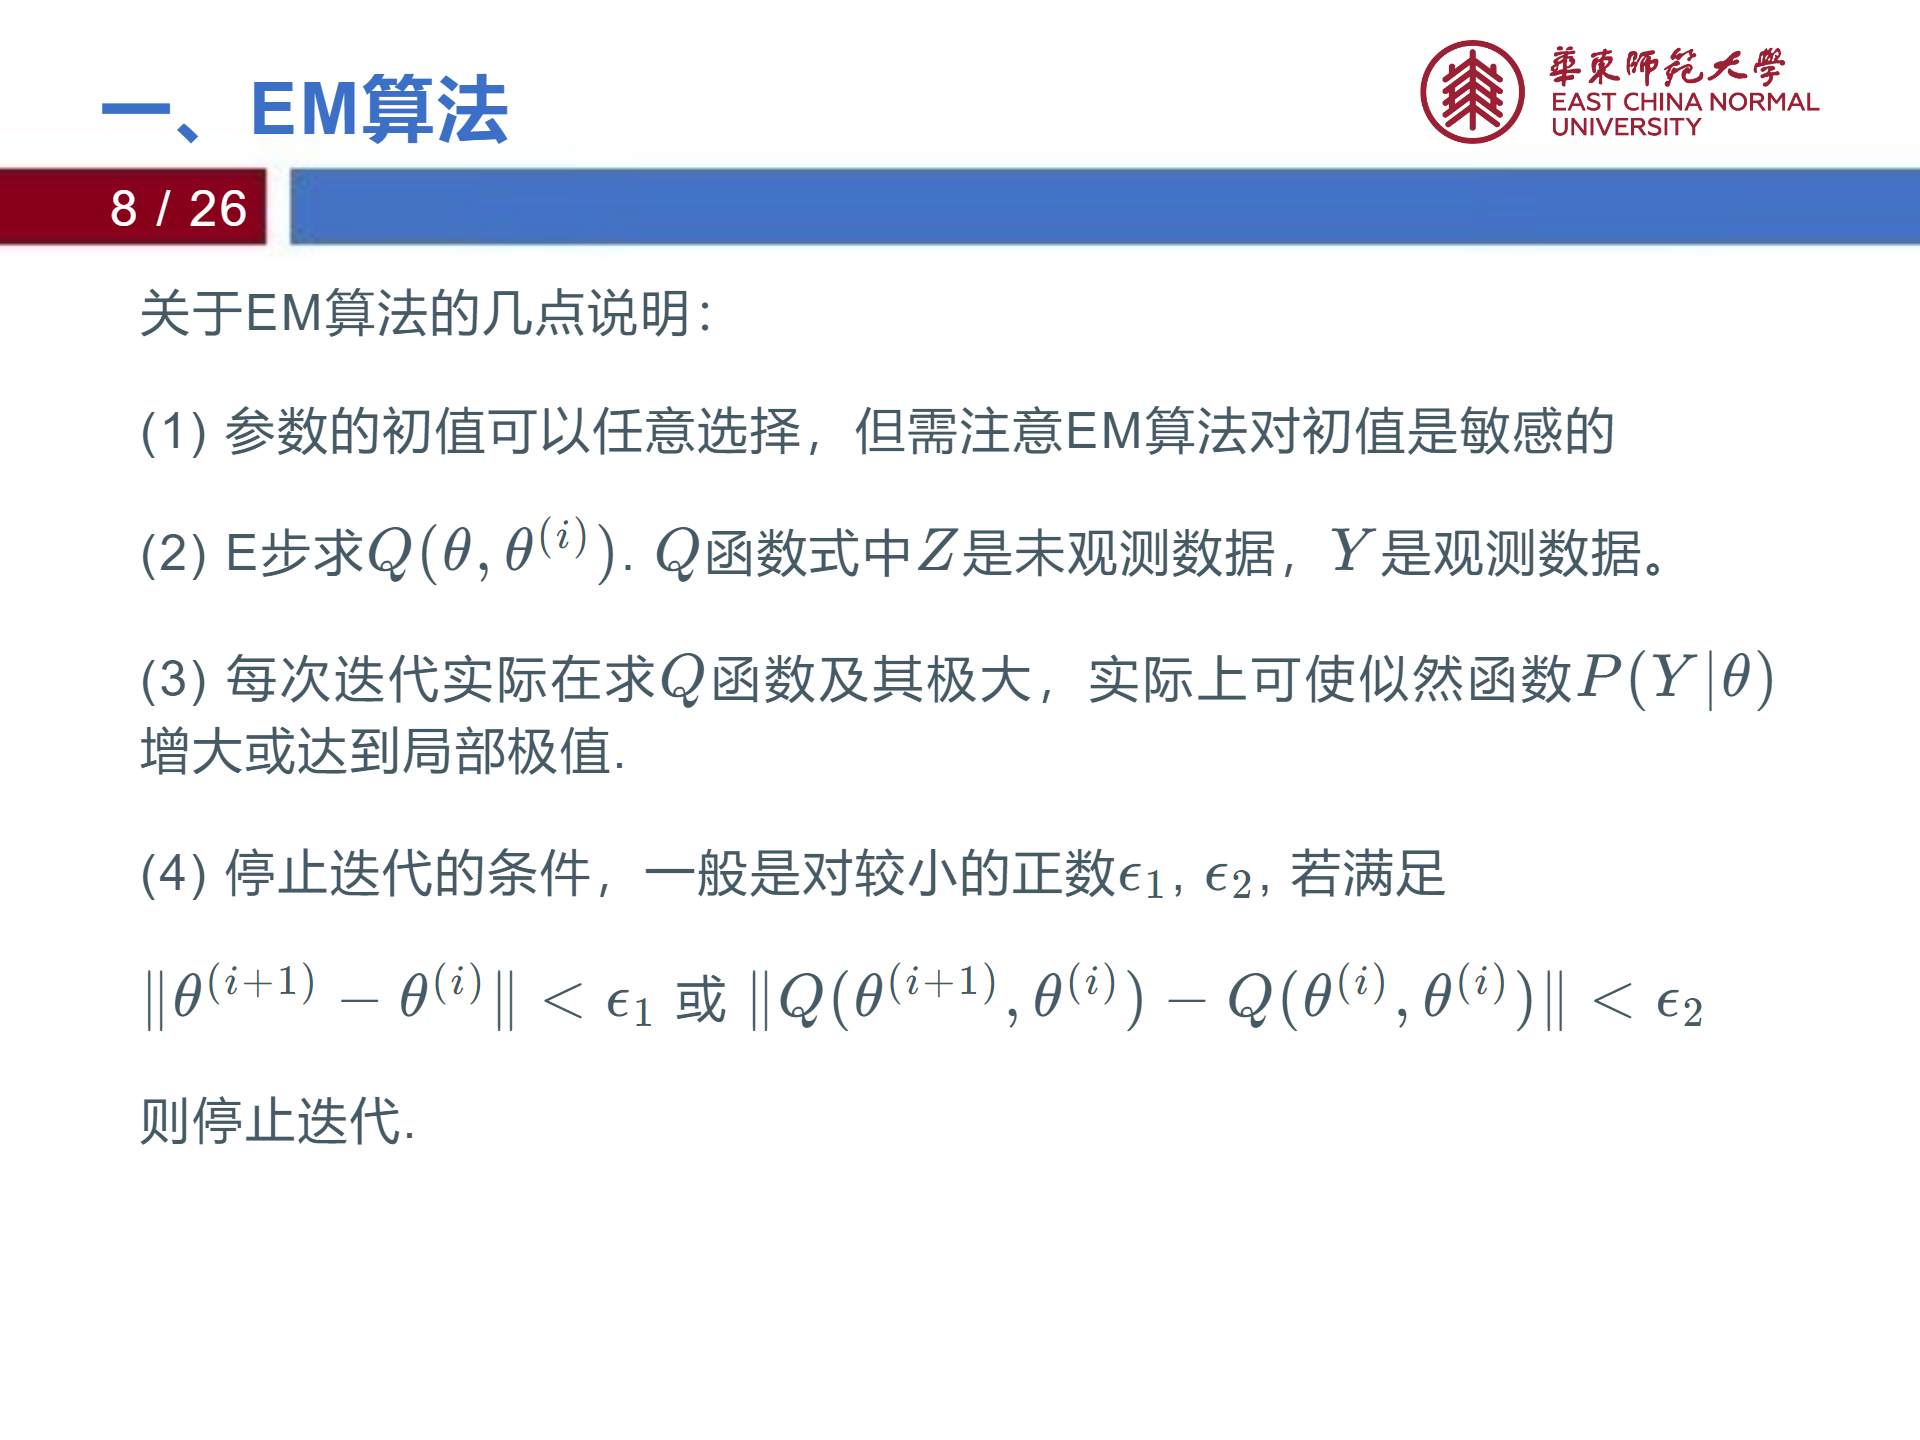 一、EM算法
華東師範大學
EAST CHINA NORMAL
UNIVERSITY
8 / 26
关于EM算法的几点说明：
(1) 参数的初值可以任意选择，但需注意EM算法对初值是敏感的
(2) E步求Q(θ, θ^{(i)}). Q函数式中Z是未观测数据，Y是观测数据。
(3) 每次迭代实际在求Q函数及其极大，实际上可使似然函数P(Y|θ)
增大或达到局部极值.
(4) 停止迭代的条件，一般是对较小的正数ϵ₁, ϵ₂, 若满足
‖θ^{(i+1)} − θ^{(i)}‖ < ϵ₁ 或 ‖Q(θ^{(i+1)}, θ^{(i)}) − Q(θ^{(i)}, θ^{(i)})‖ < ϵ₂
则停止迭代.